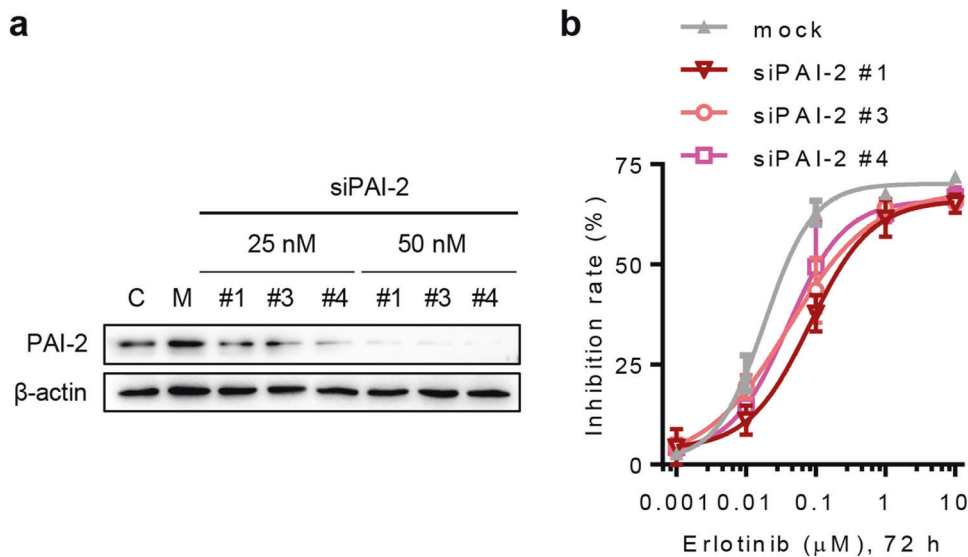 a
siPAI-2
25 nM 50 nM
C M #1 #3 #4 #1 #3 #4
PAI-2
β-actin
b
mock
siPAI-2 #1
siPAI-2 #3
siPAI-2 #4
Inhibition rate (%)
75
50
25
0
0.001 0.01 0.1 1 10
Erlotinib (μM), 72 h